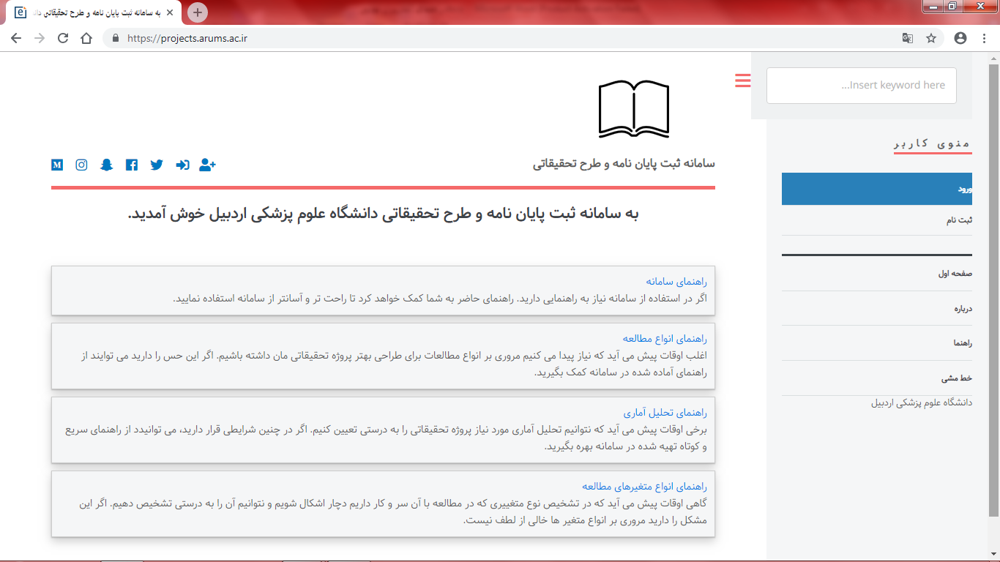 به سامانه ثبت پایان نامه و طرح تحقیقاتی
https://projects.arums.ac.ir
Insert keyword here...
منوی کاربر
ورود
ثبت نام
صفحه اول
درباره
راهنما
خط مشی
دانشگاه علوم پزشکی اردبیل
سامانه ثبت پایان نامه و طرح تحقیقاتی
به سامانه ثبت پایان نامه و طرح تحقیقاتی دانشگاه علوم پزشکی اردبیل خوش آمدید.
راهنمای سامانه
اگر در استفاده از سامانه نیاز به راهنمایی دارید. راهنمای حاضر به شما کمک خواهد کرد تا راحت تر و آسانتر از سامانه استفاده نمایید.
راهنمای انواع مطالعه
اغلب اوقات پیش می آید که نیاز پیدا می کنیم مروری بر انواع مطالعات برای طراحی بهتر پروژه تحقیقاتی مان داشته باشیم. اگر این حس را دارید می توایند از
راهنمای آماده شده در سامانه کمک بگیرید.
راهنمای تحلیل آماری
برخی اوقات پیش می آید که نتوانیم تحلیل آماری مورد نیاز پروژه تحقیقاتی را به درستی تعیین کنیم. اگر در چنین شرایطی قرار دارید، می توانیدد از راهنمای سریع
و کوتاه تهیه شده در سامانه بهره بگیرید.
راهنمای انواع متغیرهای مطالعه
گاهی اوقات پیش می آید که در تشخیص نوع متغییری که در مطالعه با آن سر و کار داریم دچار اشکال شویم و نتوانیم آن را به درستی تشخیص دهیم. اگر این
مشکل را دارید مروری بر انواع متغیر ها خالی از لطف نیست.